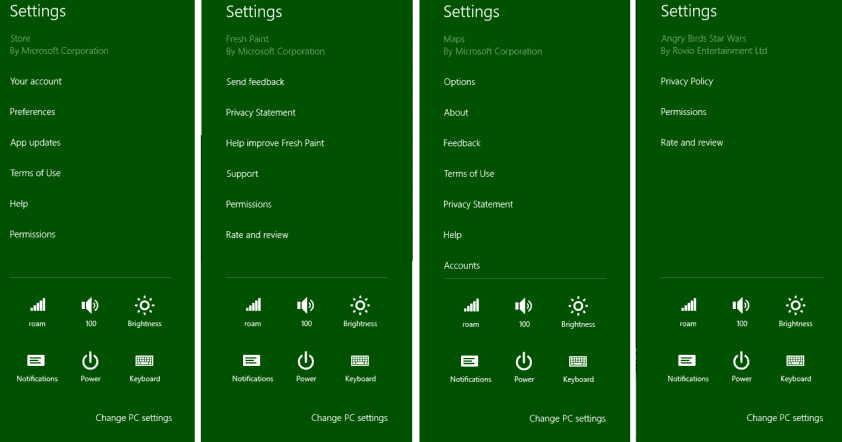 Settings
Store
By Microsoft Corporation
Your account
Preferences
App updates
Terms of Use
Help
Permissions
roam
100
Brightness
Notifications
Power
Keyboard
Change PC settings
Settings
Fresh Paint
By Microsoft Corporation
Send feedback
Privacy Statement
Help improve Fresh Paint
Support
Permissions
Rate and review
roam
100
Brightness
Notifications
Power
Keyboard
Change PC settings
Settings
Maps
By Microsoft Corporation
Options
About
Feedback
Terms of Use
Privacy Statement
Help
Accounts
roam
100
Brightness
Notifications
Power
Keyboard
Change PC settings
Settings
Angry Birds Star Wars
By Rovio Entertainment Ltd
Privacy Policy
Permissions
Rate and review
roam
100
Brightness
Notifications
Power
Keyboard
Change PC settings